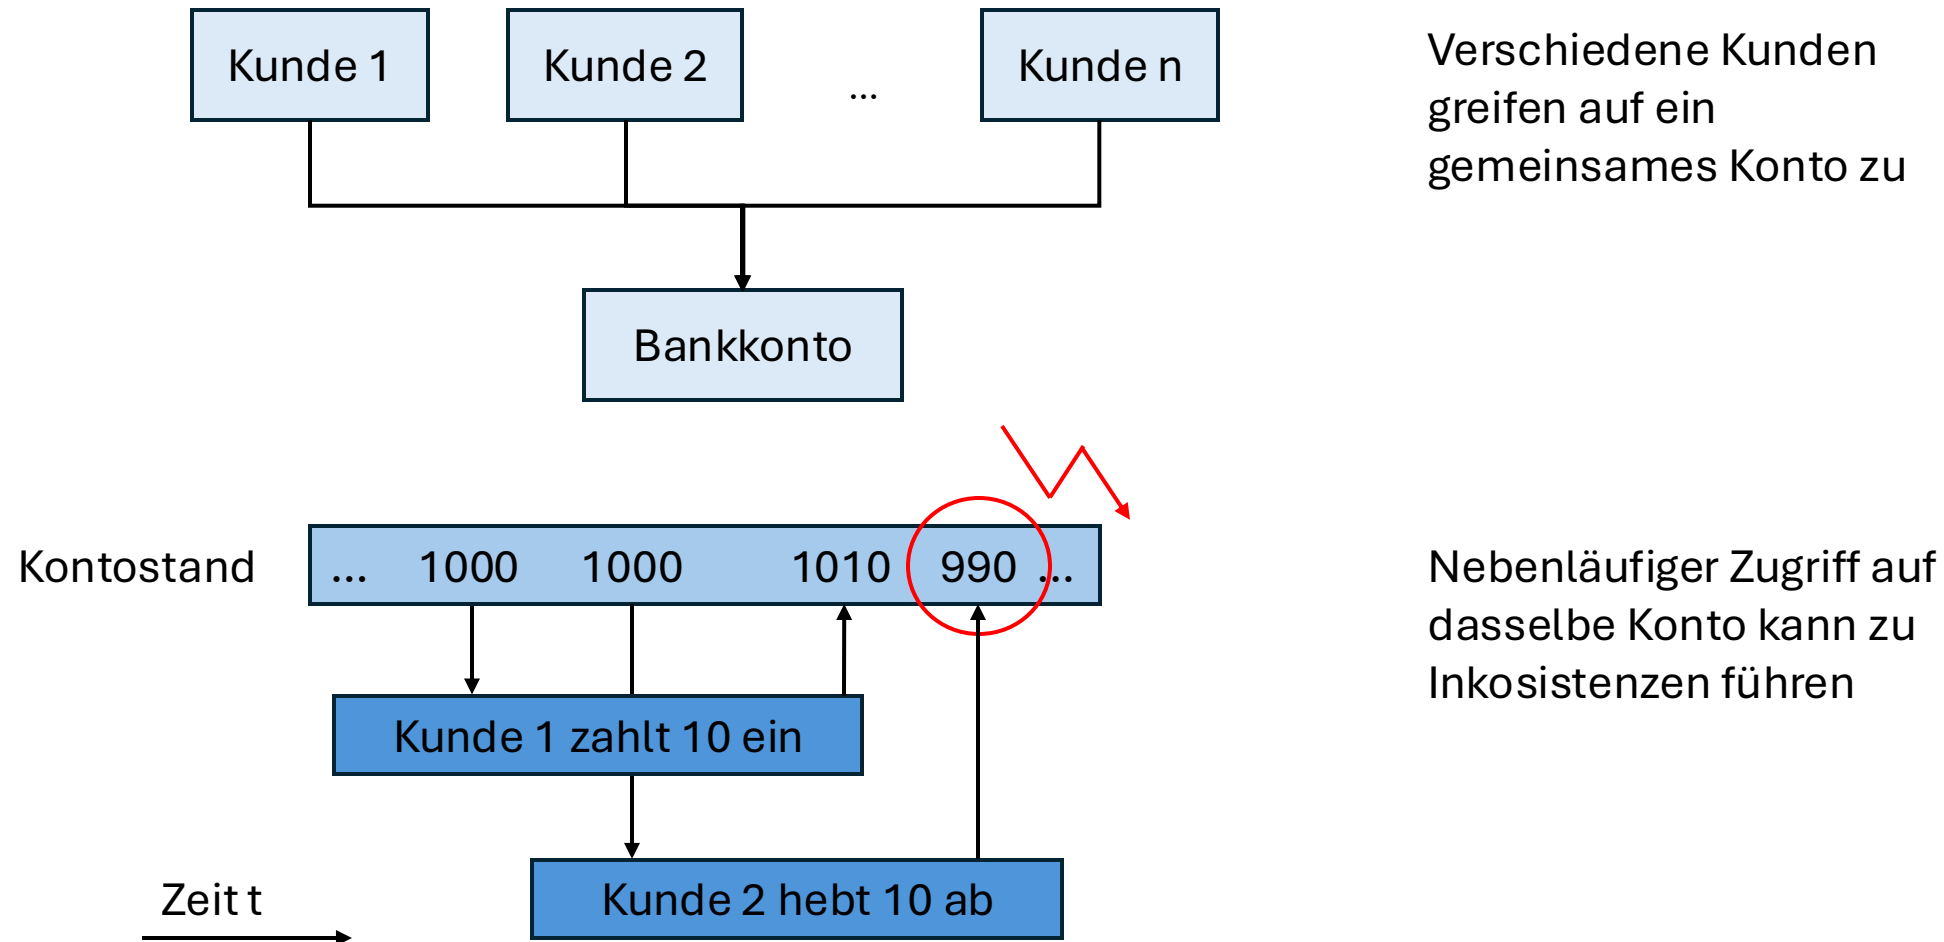 Kunde 1
Kunde 2
...
Kunde n
Verschiedene Kunden
greifen auf ein
gemeinsames Konto zu
Bankkonto
Kontostand
... 1000 1000 1010 990 ...
Nebenläufiger Zugriff auf
dasselbe Konto kann zu
Inkosistenzen führen
Kunde 1 zahlt 10 ein
Kunde 2 hebt 10 ab
Zeit t